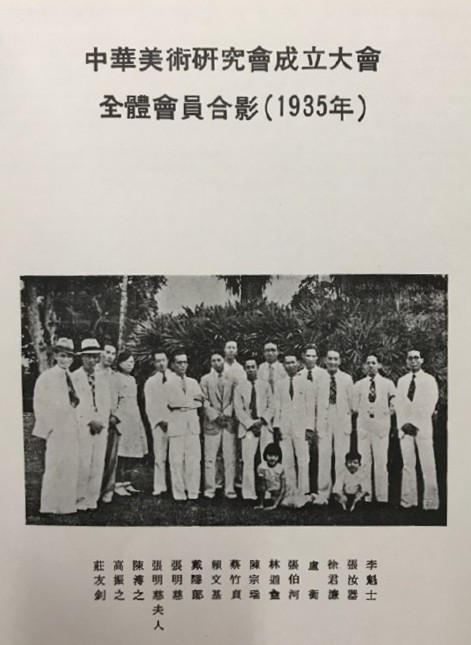 中華美術研究會成立大會
全體會員合影(1935年)
李魁士
張汝器
徐君濂
盧衡
張伯河
林道盦
陳宗瑞
蔡竹貞
賴文基
戴隱郎
張明慈
張明慈夫人
陳溥之
高振之
莊友釗